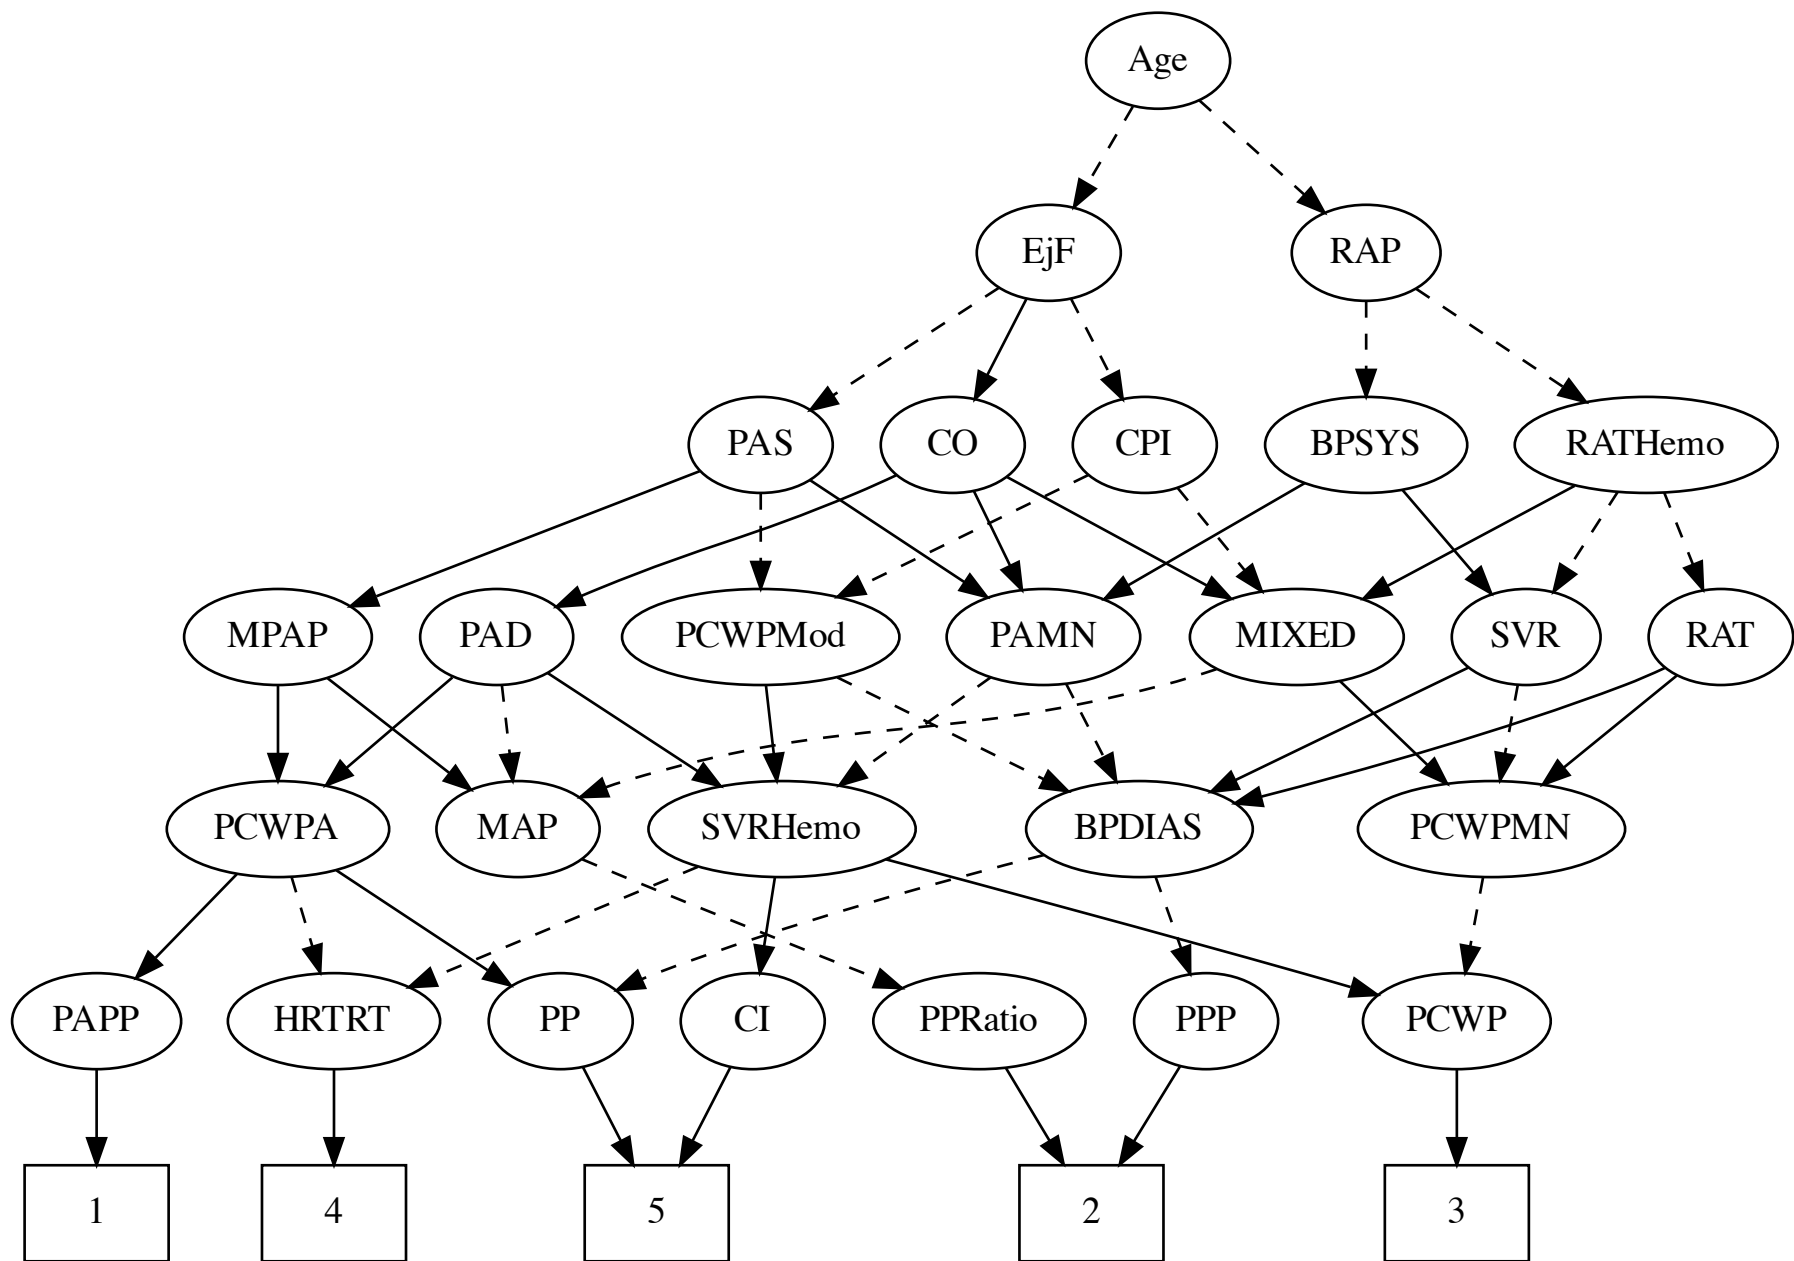 Age
EjF
RAP
PAS
CO
CPI
BPSYS
RATHemo
MPAP
PAD
PCWPMod
PAMN
MIXED
SVR
RAT
PCWPA
MAP
SVRHemo
BPDIAS
PCWPMN
PAPP
HRTRT
PP
CI
PPRatio
PPP
PCWP
1
4
5
2
3